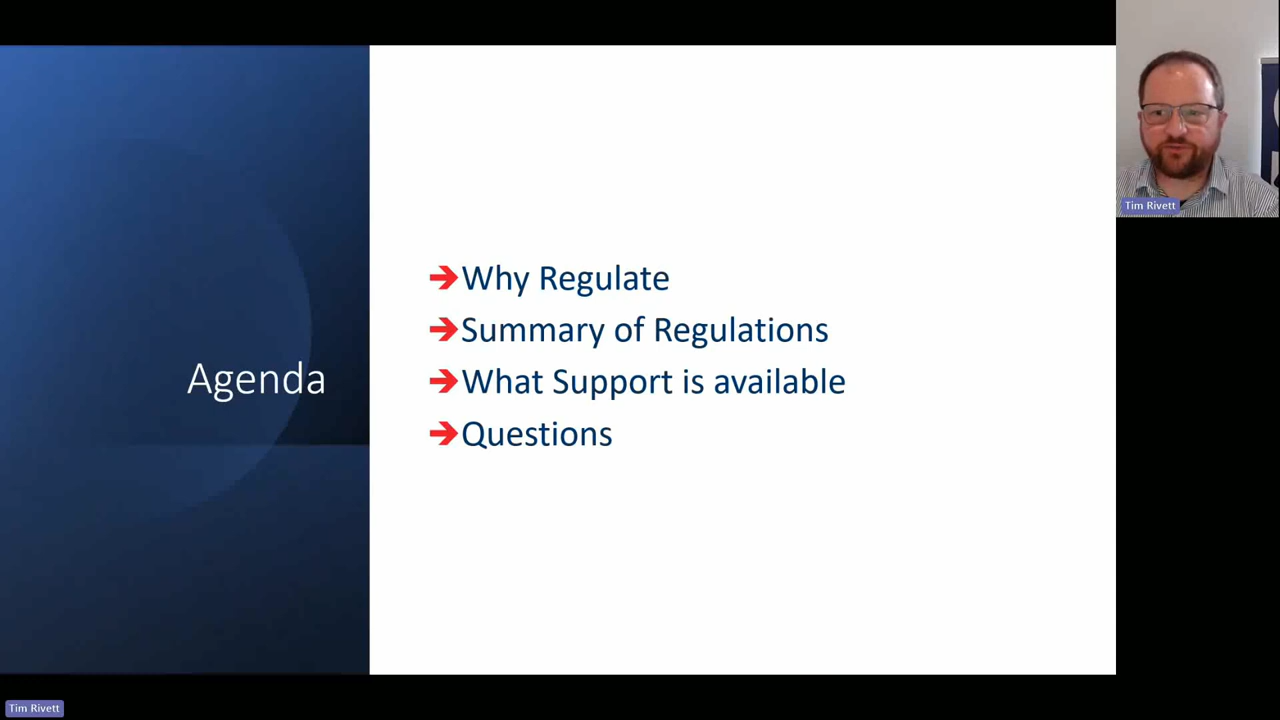 Agenda
Why Regulate
Summary of Regulations
What Support is available
Questions
Tim Rivett
Tim Rivett